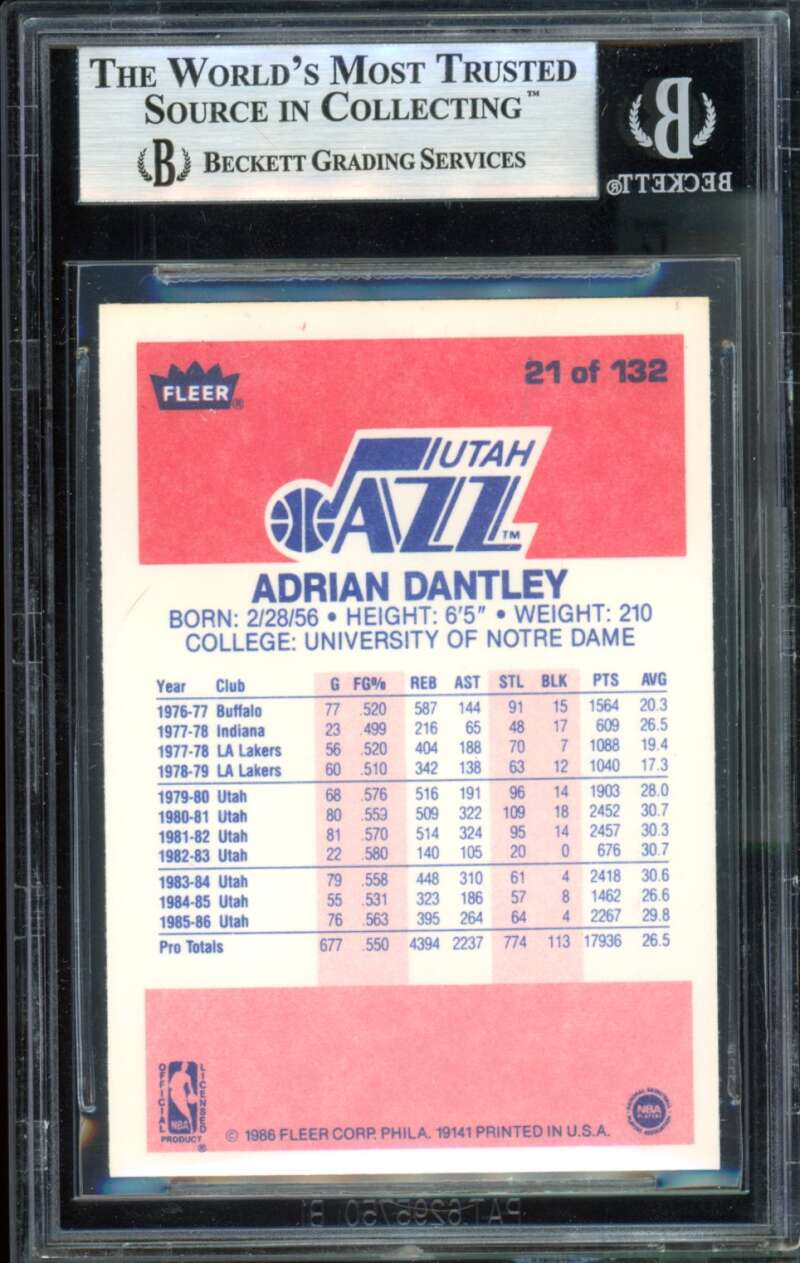 THE WORLD'S MOST TRUSTED
SOURCE IN COLLECTING™
B BECKETT GRADING SERVICES
B
BECKETT®
FLEER®
21 of 132
UTAH
JAZZ™
ADRIAN DANTLEY
BORN: 2/28/56 • HEIGHT: 6'5" • WEIGHT: 210
COLLEGE: UNIVERSITY OF NOTRE DAME
Year Club G FG% REB AST STL BLK PTS AVG
1976-77 Buffalo 77 .520 587 144 91 15 1564 20.3
1977-78 Indiana 23 .499 216 65 48 17 609 26.5
1977-78 LA Lakers 56 .520 404 188 70 7 1088 19.4
1978-79 LA Lakers 60 .510 342 138 63 12 1040 17.3
1979-80 Utah 68 .576 516 191 96 14 1903 28.0
1980-81 Utah 80 .559 509 322 109 18 2452 30.7
1981-82 Utah 81 .570 514 324 95 14 2457 30.3
1982-83 Utah 22 .580 140 105 20 0 676 30.7
1983-84 Utah 79 .558 448 310 61 4 2418 30.6
1984-85 Utah 55 .531 323 186 57 8 1462 26.6
1985-86 Utah 76 .563 395 264 64 4 2267 29.8
Pro Totals 677 .550 4394 2237 774 113 17936 26.5
OFFICIAL LICENSED
NBA
PRODUCT®
© 1986 FLEER CORP. PHILA. 19141 PRINTED IN U.S.A.
NATIONAL BASKETBALL
NBA
PLAYERS
PAT 6295750 B